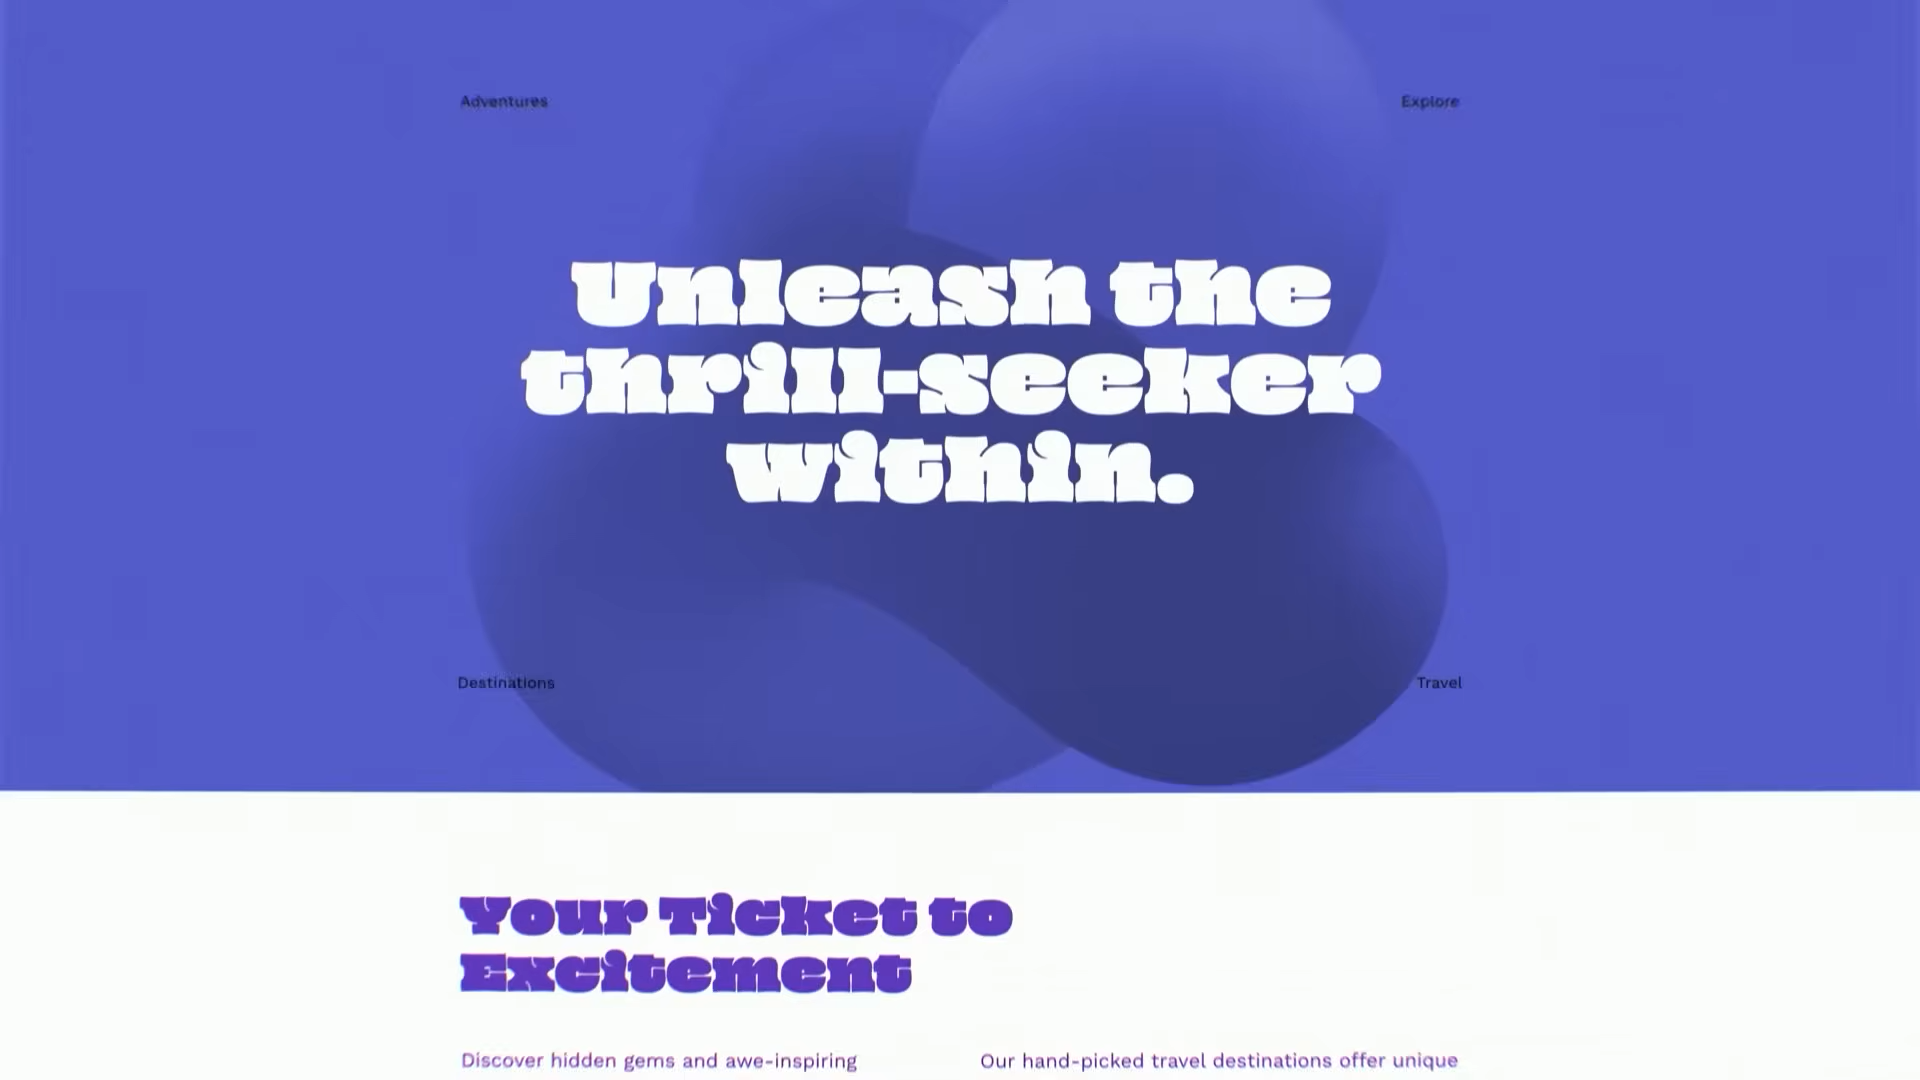 Adventures
Explore
Unleash the
thrill-seeker
within.
Destinations
Travel
Your Ticket to
Excitement
Discover hidden gems and awe-inspiring
Our hand-picked travel destinations offer unique